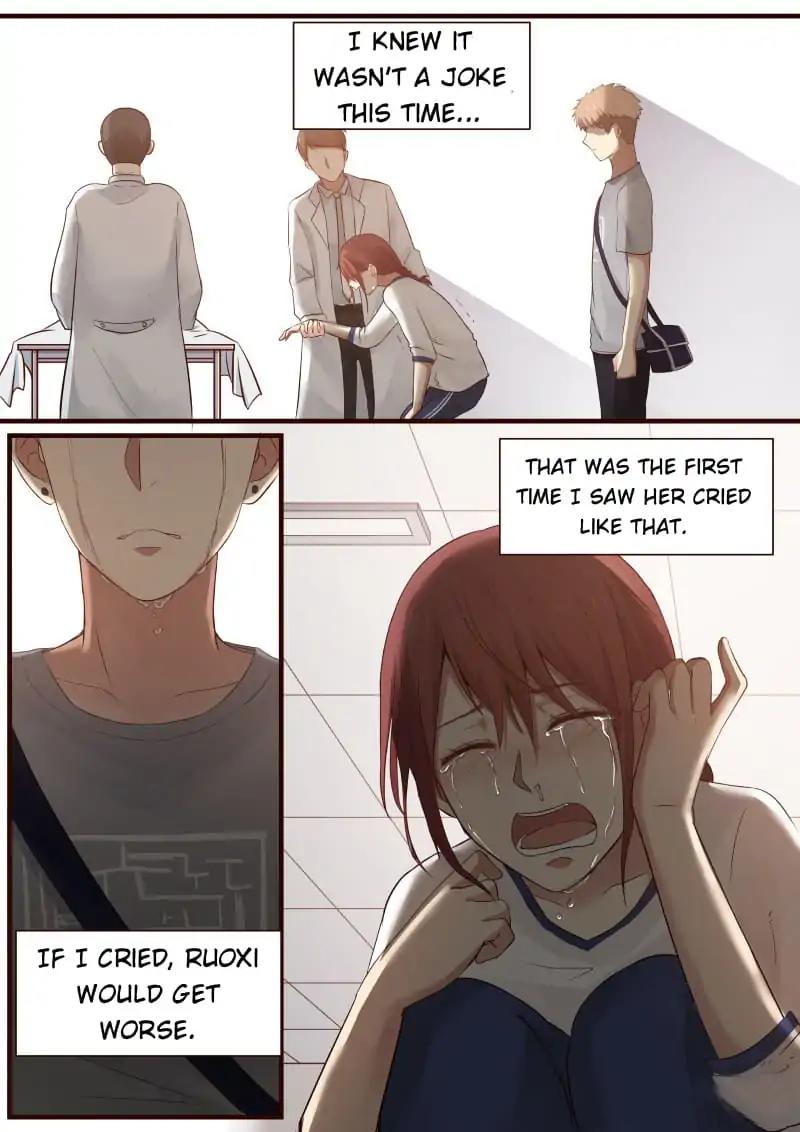 I KNEW IT
WASN'T A JOKE
THIS TIME...
THAT WAS THE FIRST
TIME I SAW HER CRIED
LIKE THAT.
IF I CRIED, RUOXI
WOULD GET
WORSE.